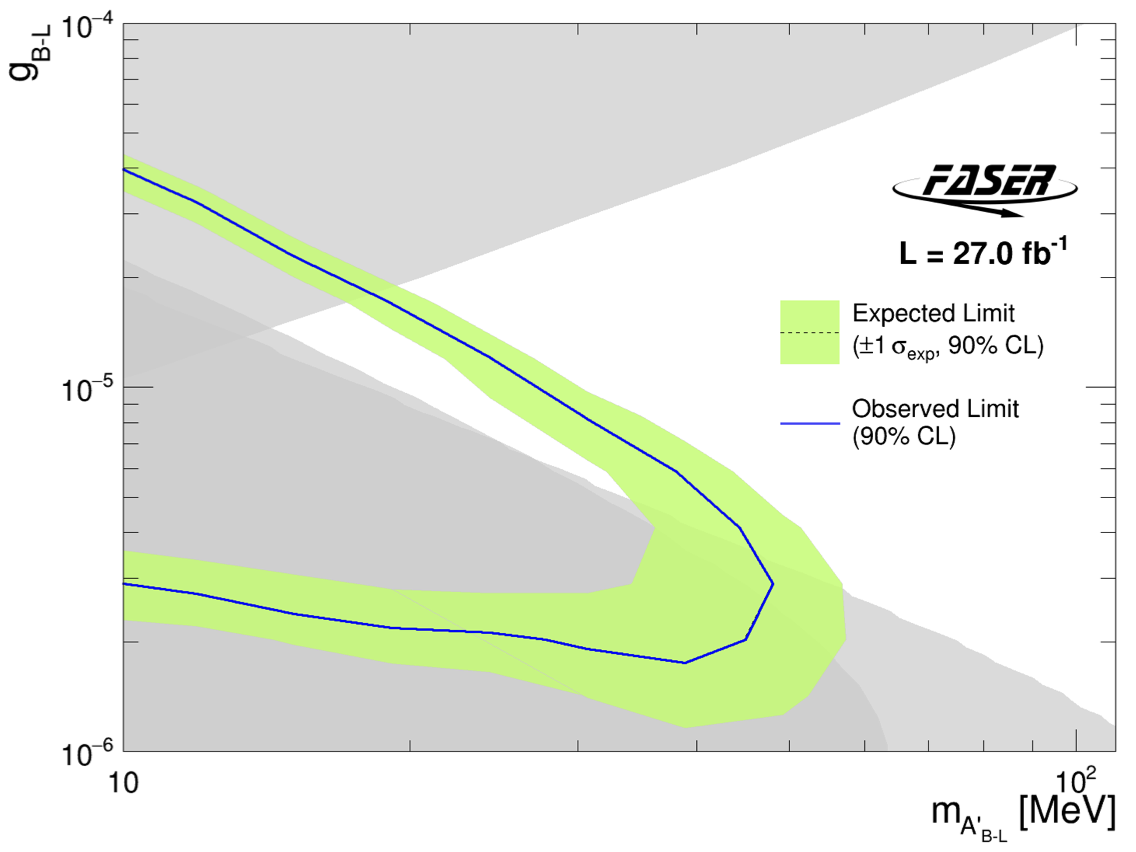 10⁻⁴
g_B-L
FASER
L = 27.0 fb⁻¹
Expected Limit
(±1 σ_exp, 90% CL)
10⁻⁵
Observed Limit
(90% CL)
10⁻⁶
10
10²
m_A'_B-L [MeV]